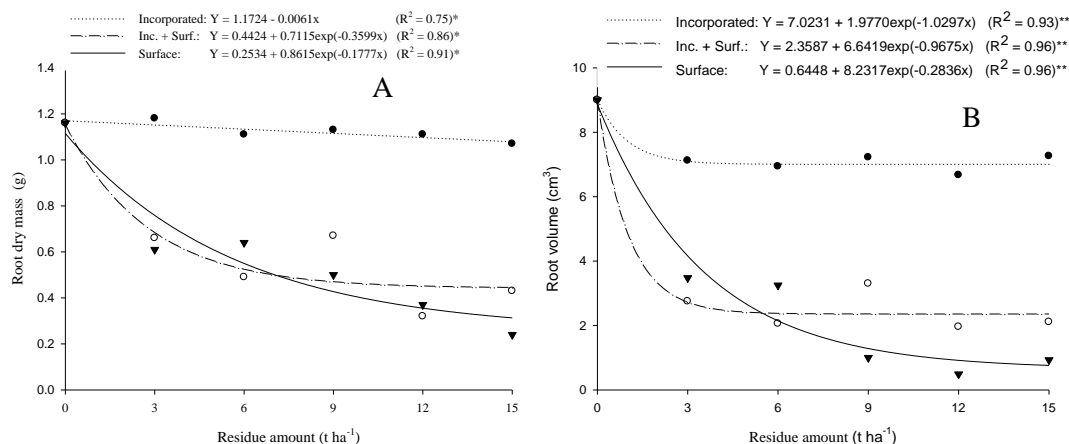 Incorporated: Y = 1.1724 - 0.0061x (R² = 0.75)*
Inc. + Surf.: Y = 0.4424 + 0.7115exp(-0.3599x) (R² = 0.86)*
Surface: Y = 0.2534 + 0.8615exp(-0.1777x) (R² = 0.91)*
A
1.4
1.2
1.0
0.8
0.6
0.4
0.2
0.0
Root dry mass (g)
0 3 6 9 12 15
Residue amount (t ha⁻¹)
Incorporated: Y = 7.0231 + 1.9770exp(-1.0297x) (R² = 0.93)**
Inc. + Surf.: Y = 2.3587 + 6.6419exp(-0.9675x) (R² = 0.96)**
Surface: Y = 0.6448 + 8.2317exp(-0.2836x) (R² = 0.96)**
B
10
8
6
4
2
0
Root volume (cm³)
0 3 6 9 12 15
Residue amount (t ha⁻¹)